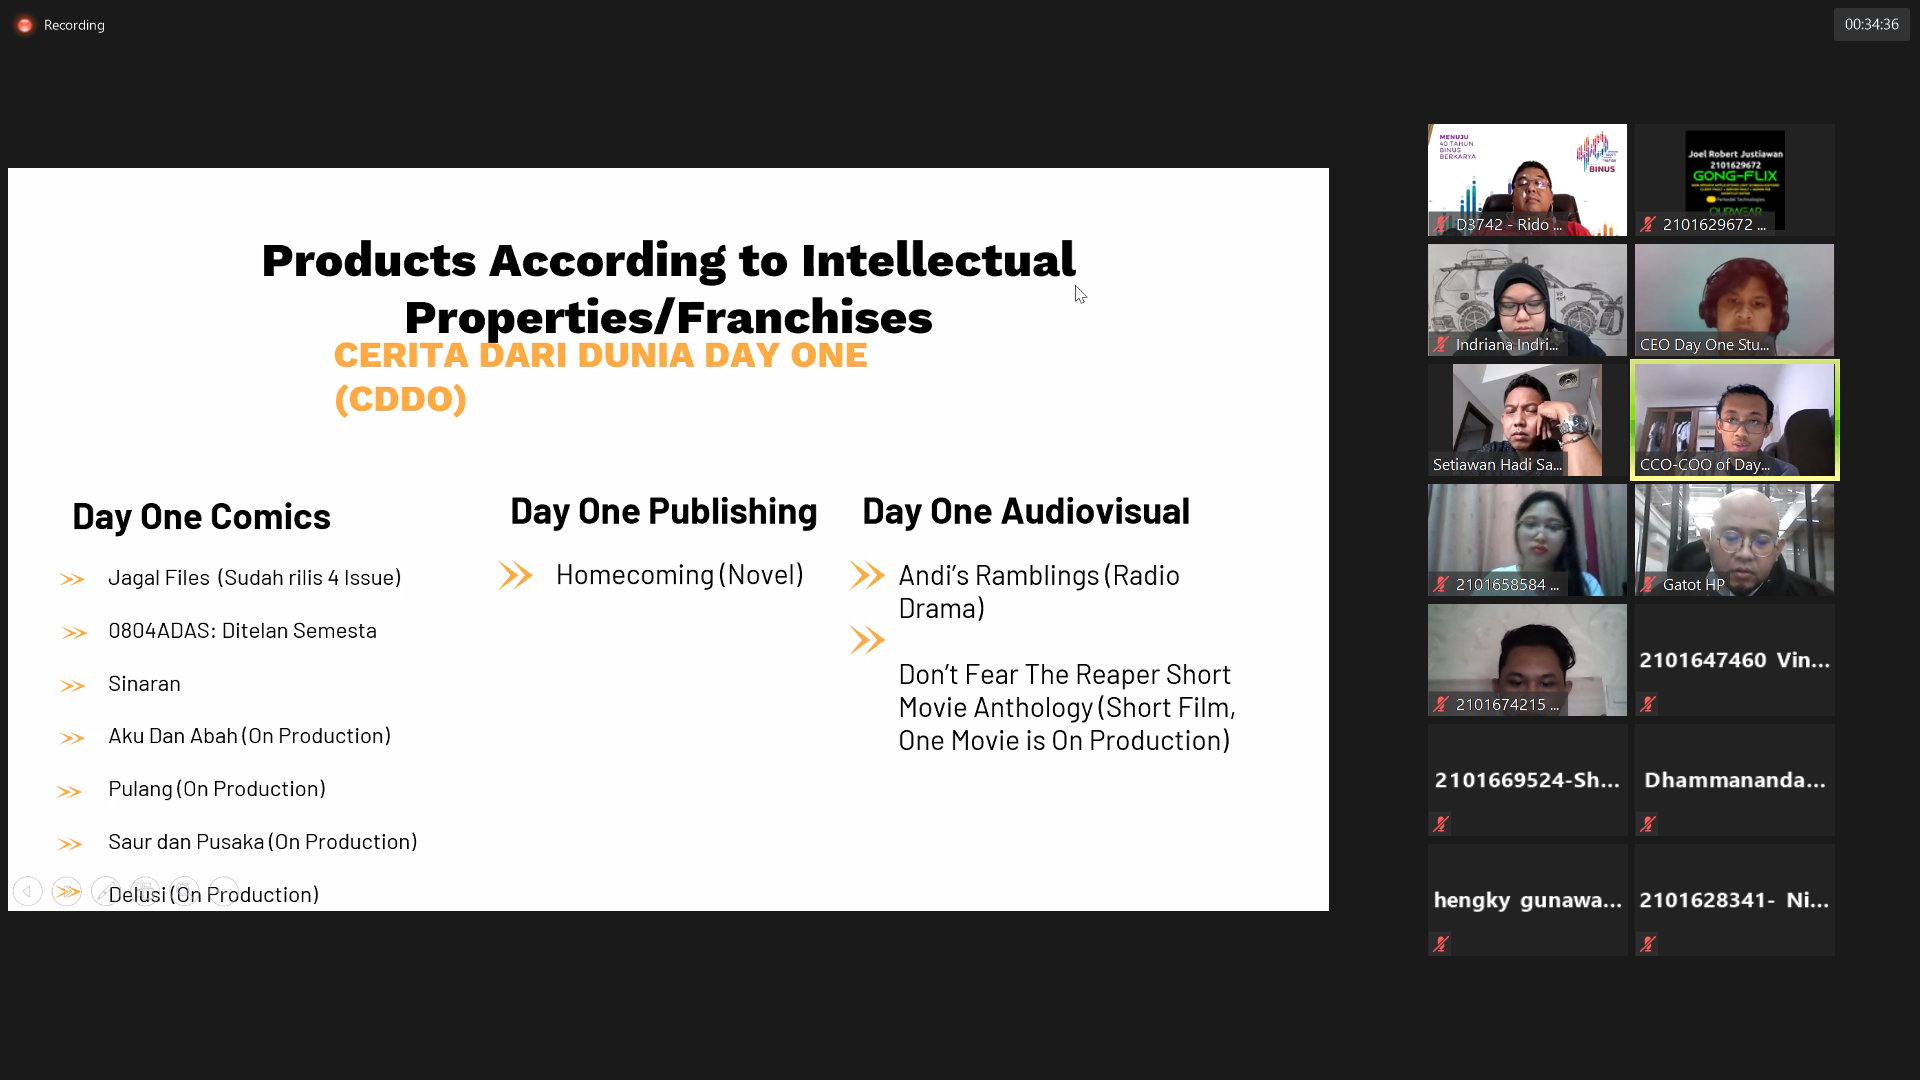 Recording
00:34:36
Products According to Intellectual
Properties/Franchises
CERITA DARI DUNIA DAY ONE
(CDDO)
Day One Comics
Jagal Files (Sudah rilis 4 Issue)
0804ADAS: Ditelan Semesta
Sinaran
Aku Dan Abah (On Production)
Pulang (On Production)
Saur dan Pusaka (On Production)
Delusi (On Production)
Day One Publishing
Homecoming (Novel)
Day One Audiovisual
Andi’s Ramblings (Radio
Drama)
Don’t Fear The Reaper Short
Movie Anthology (Short Film,
One Movie is On Production)
MENUJU
40 TAHUN
BINUS
BERKARYA
BINUS
D3742 - Rido ...
Joel Robert Justiawan
2101629672
GONG-FLIX
OURWEAR
2101629672 ...
Indriana Indri...
CEO Day One Stu...
Setiawan Hadi Sa...
CCO-COO of Day...
2101658584 ...
Gatot HP
2101674215 ...
2101647460 Vin...
2101669524-Sh...
Dhammananda...
hengky gunawa...
2101628341- Ni...